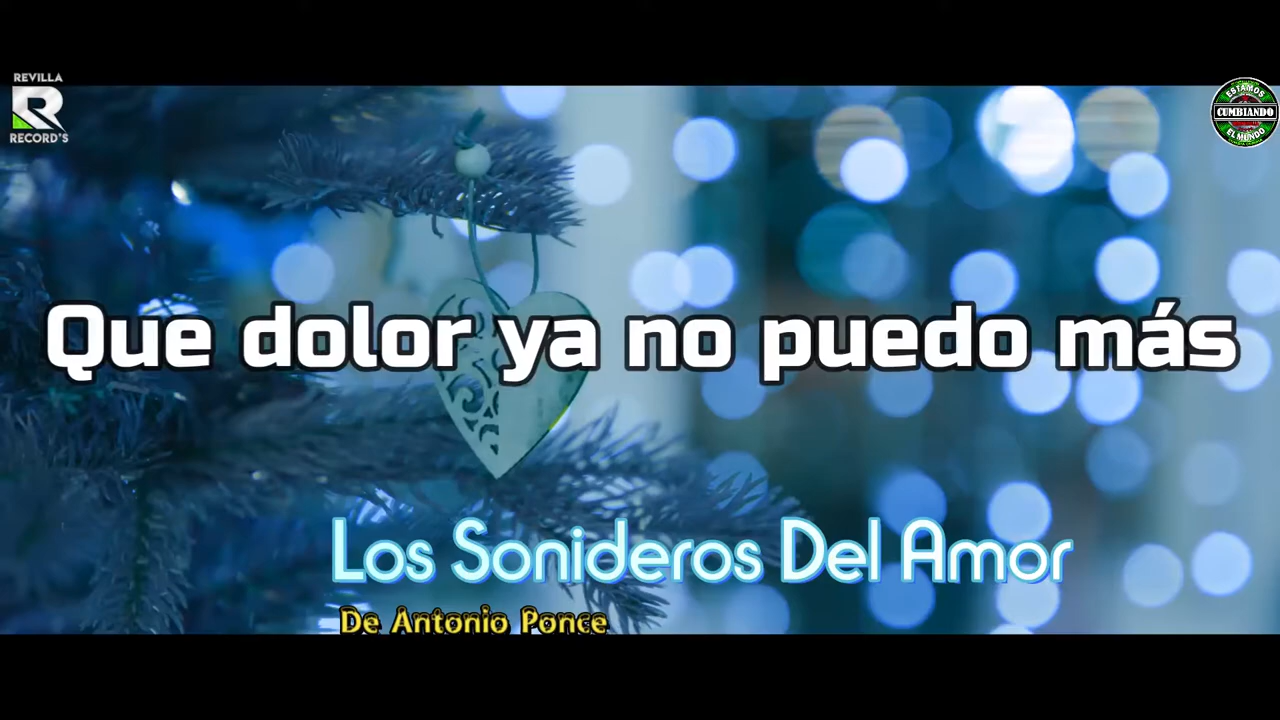 REVILLA
R
RECORD'S
ESTAMOS
CUMBIANDO
EL MUNDO
Que dolor ya no puedo más
Los Sonideros Del Amor
De Antonio Ponce